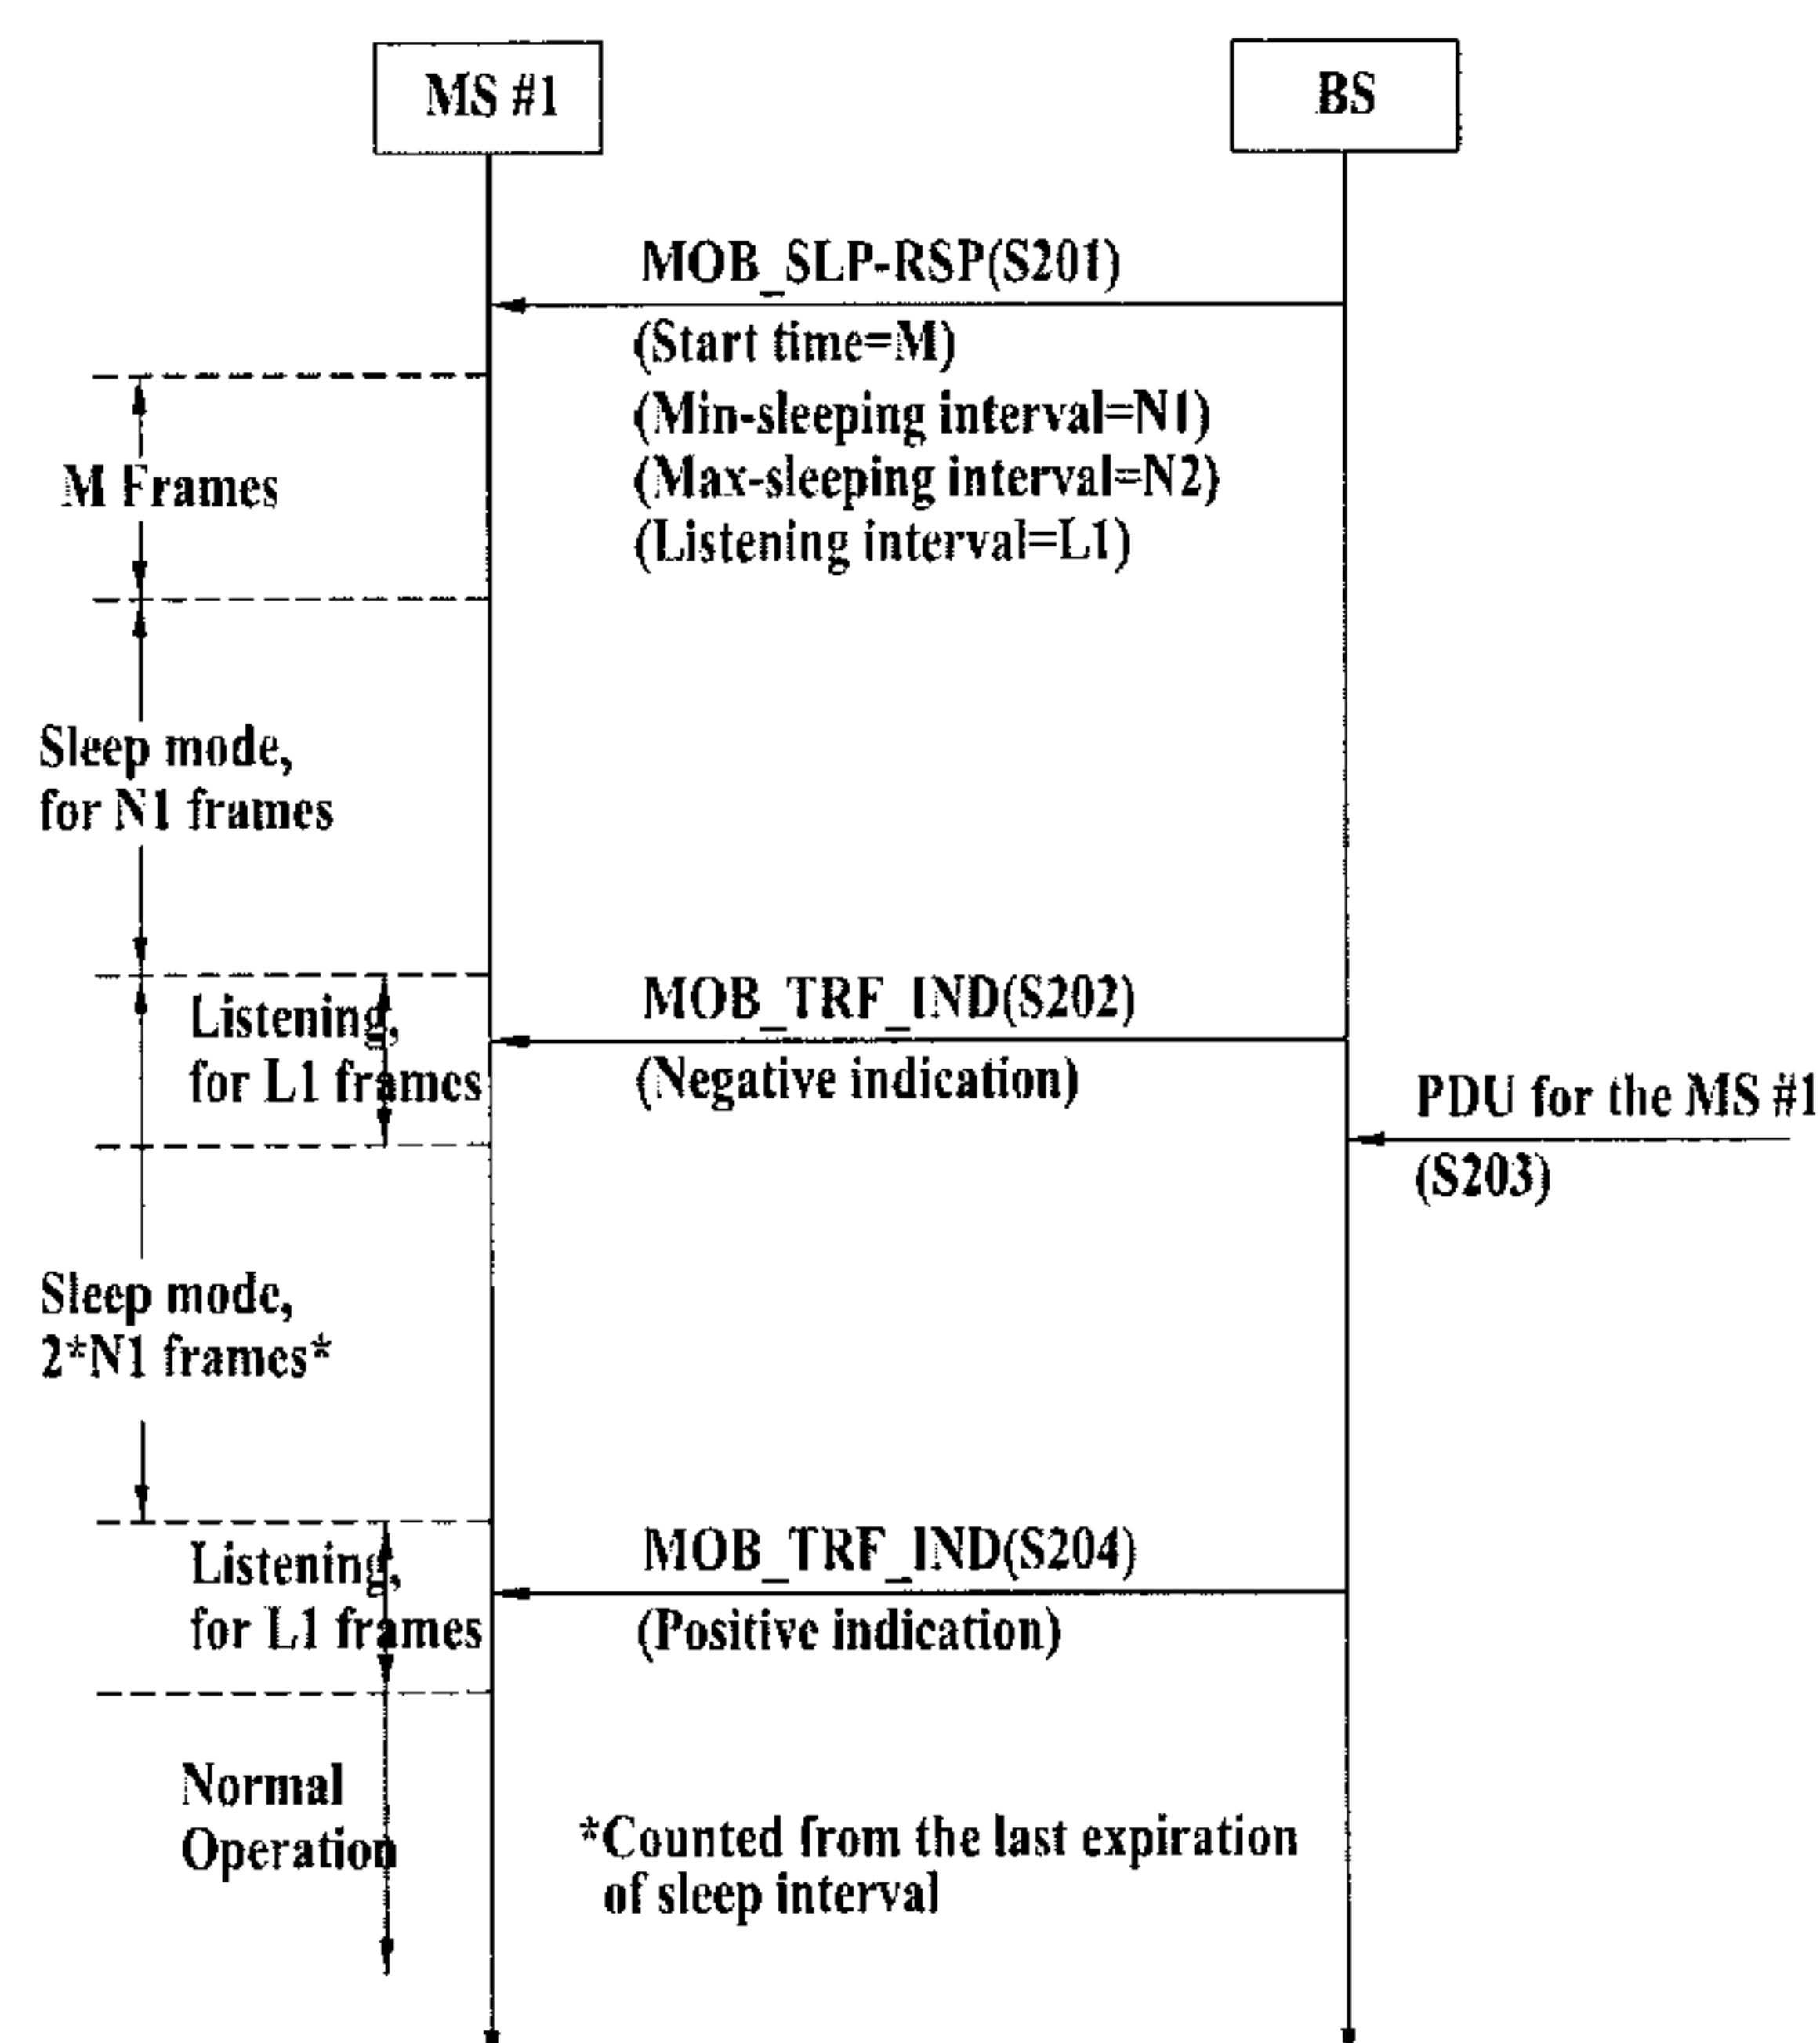 MS #1
BS
MOB_SLP-RSP(S201)
(Start time=M)
(Min-sleeping interval=N1)
(Max-sleeping interval=N2)
(Listening interval=L1)
M Frames
Sleep mode,
for N1 frames
Listening,
for L1 frames
MOB_TRF_IND(S202)
(Negative indication)
PDU for the MS #1
(S203)
Sleep mode,
2*N1 frames*
Listening,
for L1 frames
MOB_TRF_IND(S204)
(Positive indication)
Normal
Operation
*Counted from the last expiration
of sleep interval